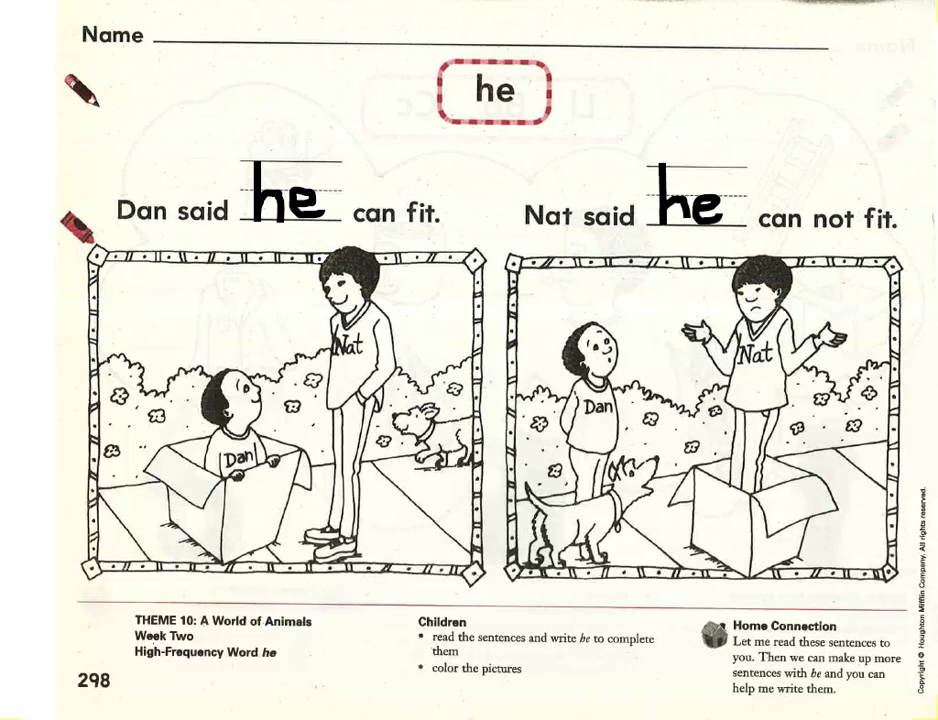 Name
he
Dan said he can fit.
Nat said he can not fit.
Nat
Dan
Nat
Dan
THEME 10: A World of Animals
Week Two
High-Frequency Word he
298
Children
• read the sentences and write he to complete
them
• color the pictures
Home Connection
Let me read these sentences to
you. Then we can make up more
sentences with he and you can
help me write them.
Copyright © Houghton Mifflin Company. All rights reserved.